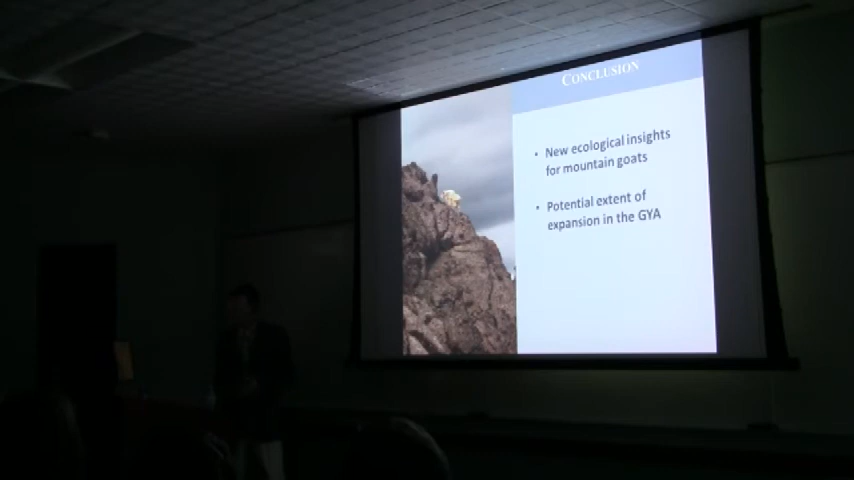 CONCLUSION
• New ecological insights
for mountain goats
• Potential extent of
expansion in the GYA